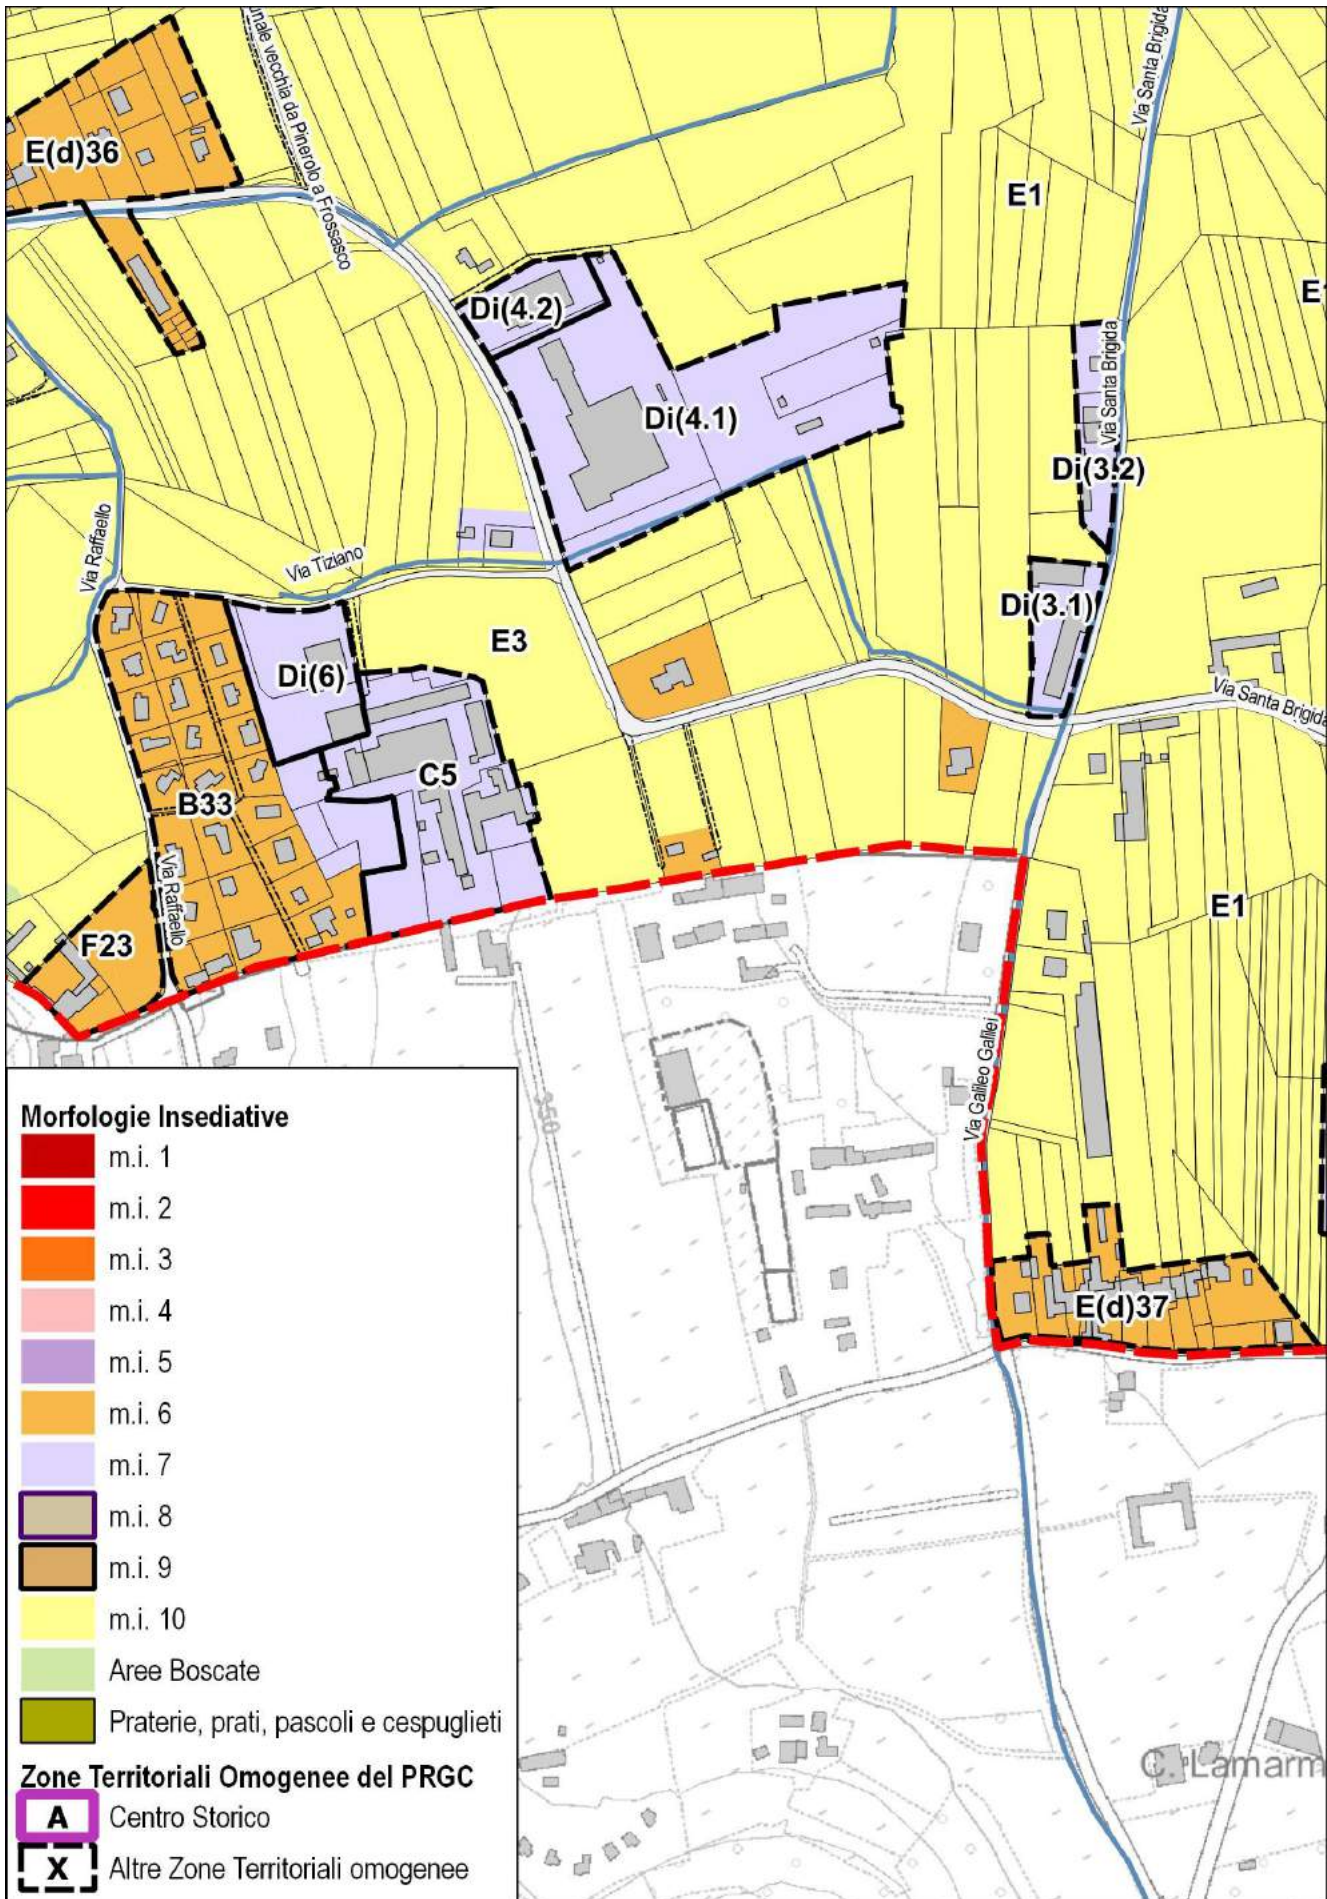 nale vecchia da Pinerolo a Frossasco
Via Santa Brigida
E(d)36
E1
E1
Di(4.2)
Di(4.1)
Via Santa Brigida
Di(3.2)
Via Raffaello
Via Tiziano
Di(3.1)
E3
Di(6)
Via Santa Brigida
C5
B33
Via Raffaello
F23
E1
Via Galileo Galilei
350
E(d)37
Morfologie Insediative
m.i. 1
m.i. 2
m.i. 3
m.i. 4
m.i. 5
m.i. 6
m.i. 7
m.i. 8
m.i. 9
m.i. 10
Aree Boscate
Praterie, prati, pascoli e cespuglieti
Zone Territoriali Omogenee del PRGC
A Centro Storico
X Altre Zone Territoriali omogenee
C. Lamarm